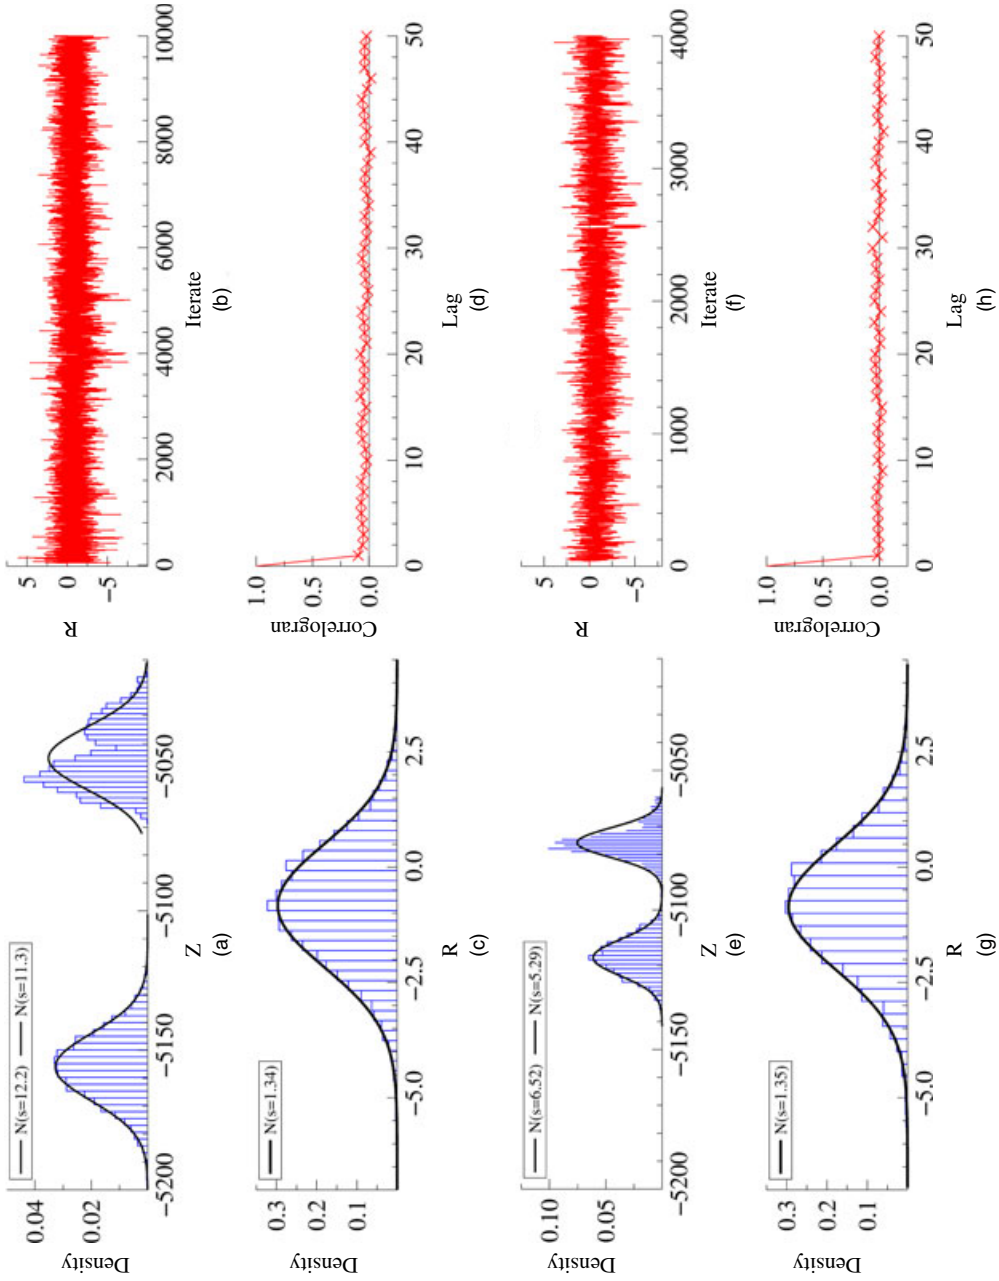 Density
0.04
0.02
N(s=12.2) N(s=11.3)
−5200
−5150
−5100
−5050
Z
(a)
R
5
0
−5
0
2000
4000
6000
8000
10000
Iterate
(b)
Density
0.3
0.2
0.1
N(s=1.34)
−5.0
−2.5
0.0
2.5
R
(c)
Correlogran
1.0
0.5
0.0
0
10
20
30
40
50
Lag
(d)
Density
0.10
0.05
N(s=6.52) N(s=5.29)
−5200
−5150
−5100
−5050
Z
(e)
R
5
0
−5
0
1000
2000
3000
4000
Iterate
(f)
Density
0.3
0.2
0.1
N(s=1.35)
−5.0
−2.5
0.0
2.5
R
(g)
Correlogran
1.0
0.5
0.0
0
10
20
30
40
50
Lag
(h)